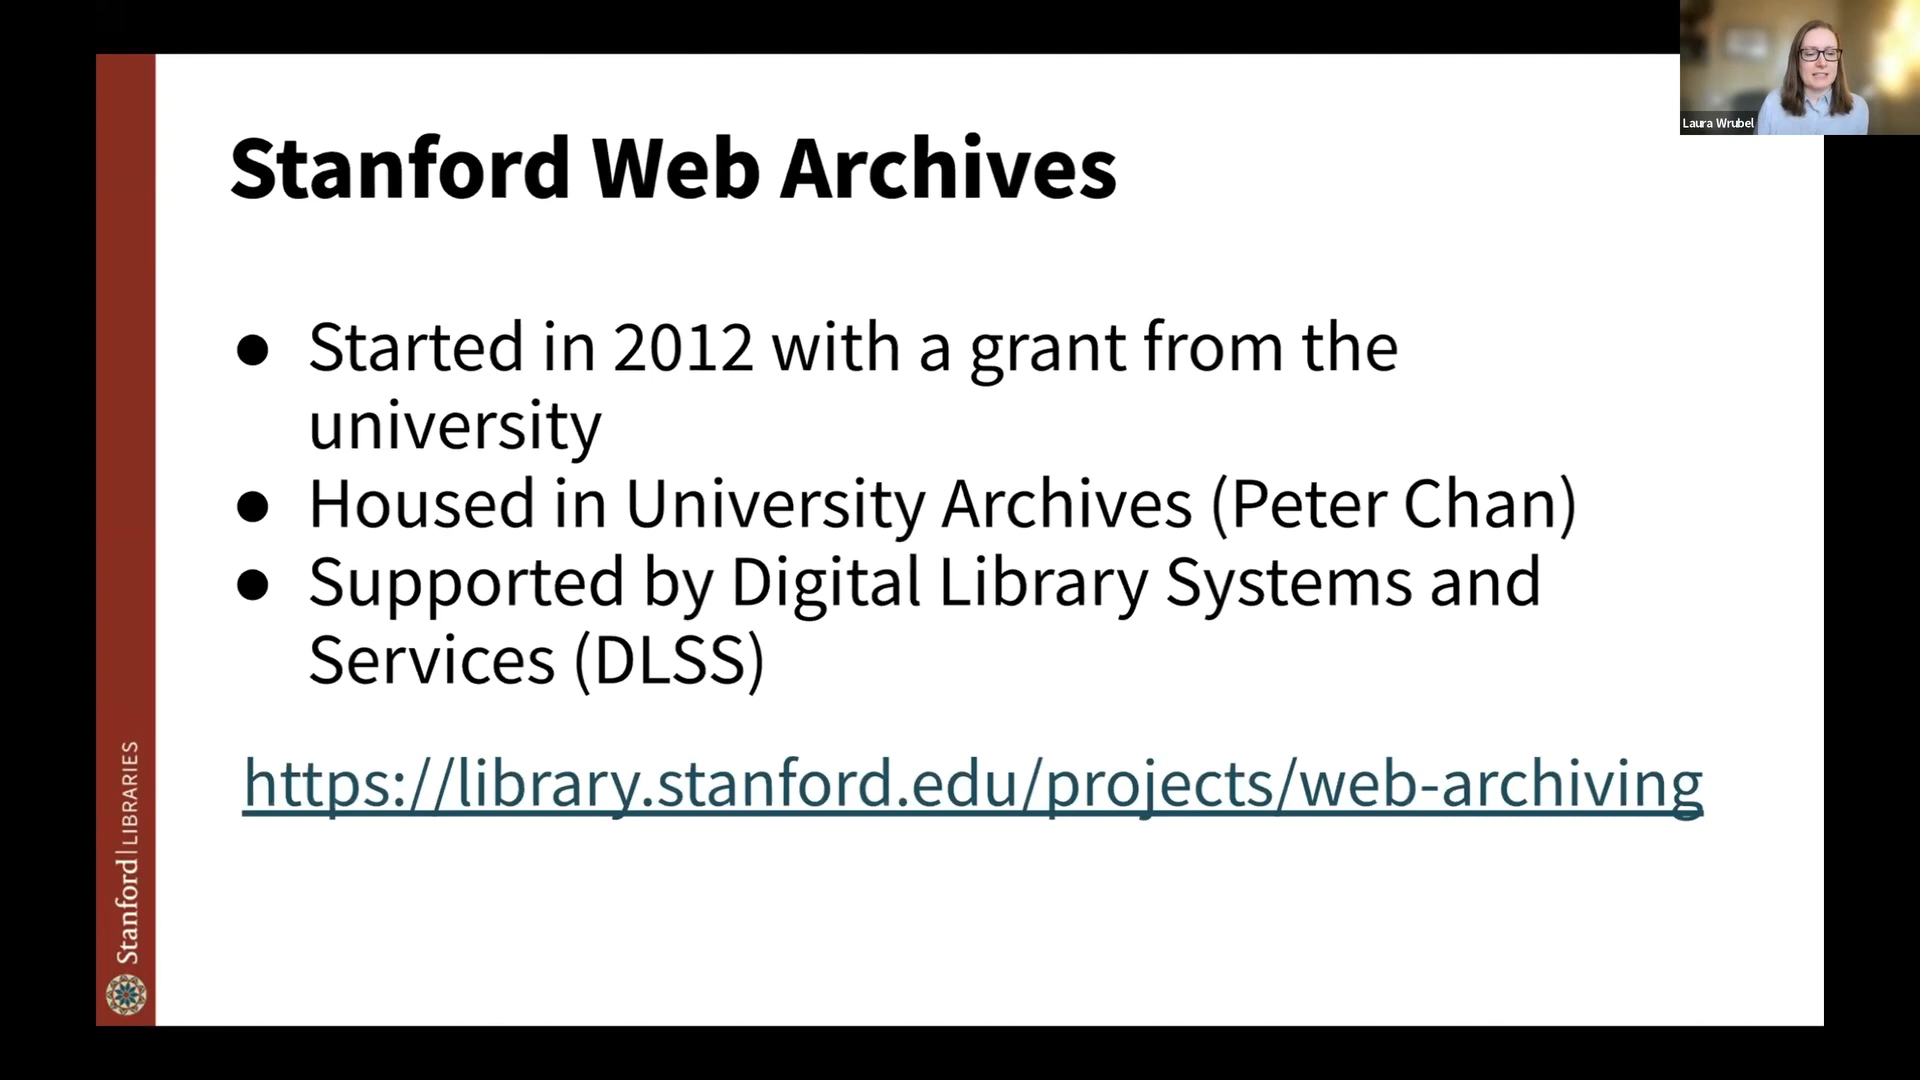 Laura Wrubel
Stanford Web Archives
● Started in 2012 with a grant from the
university
● Housed in University Archives (Peter Chan)
● Supported by Digital Library Systems and
Services (DLSS)
https://library.stanford.edu/projects/web-archiving
Stanford|LIBRARIES